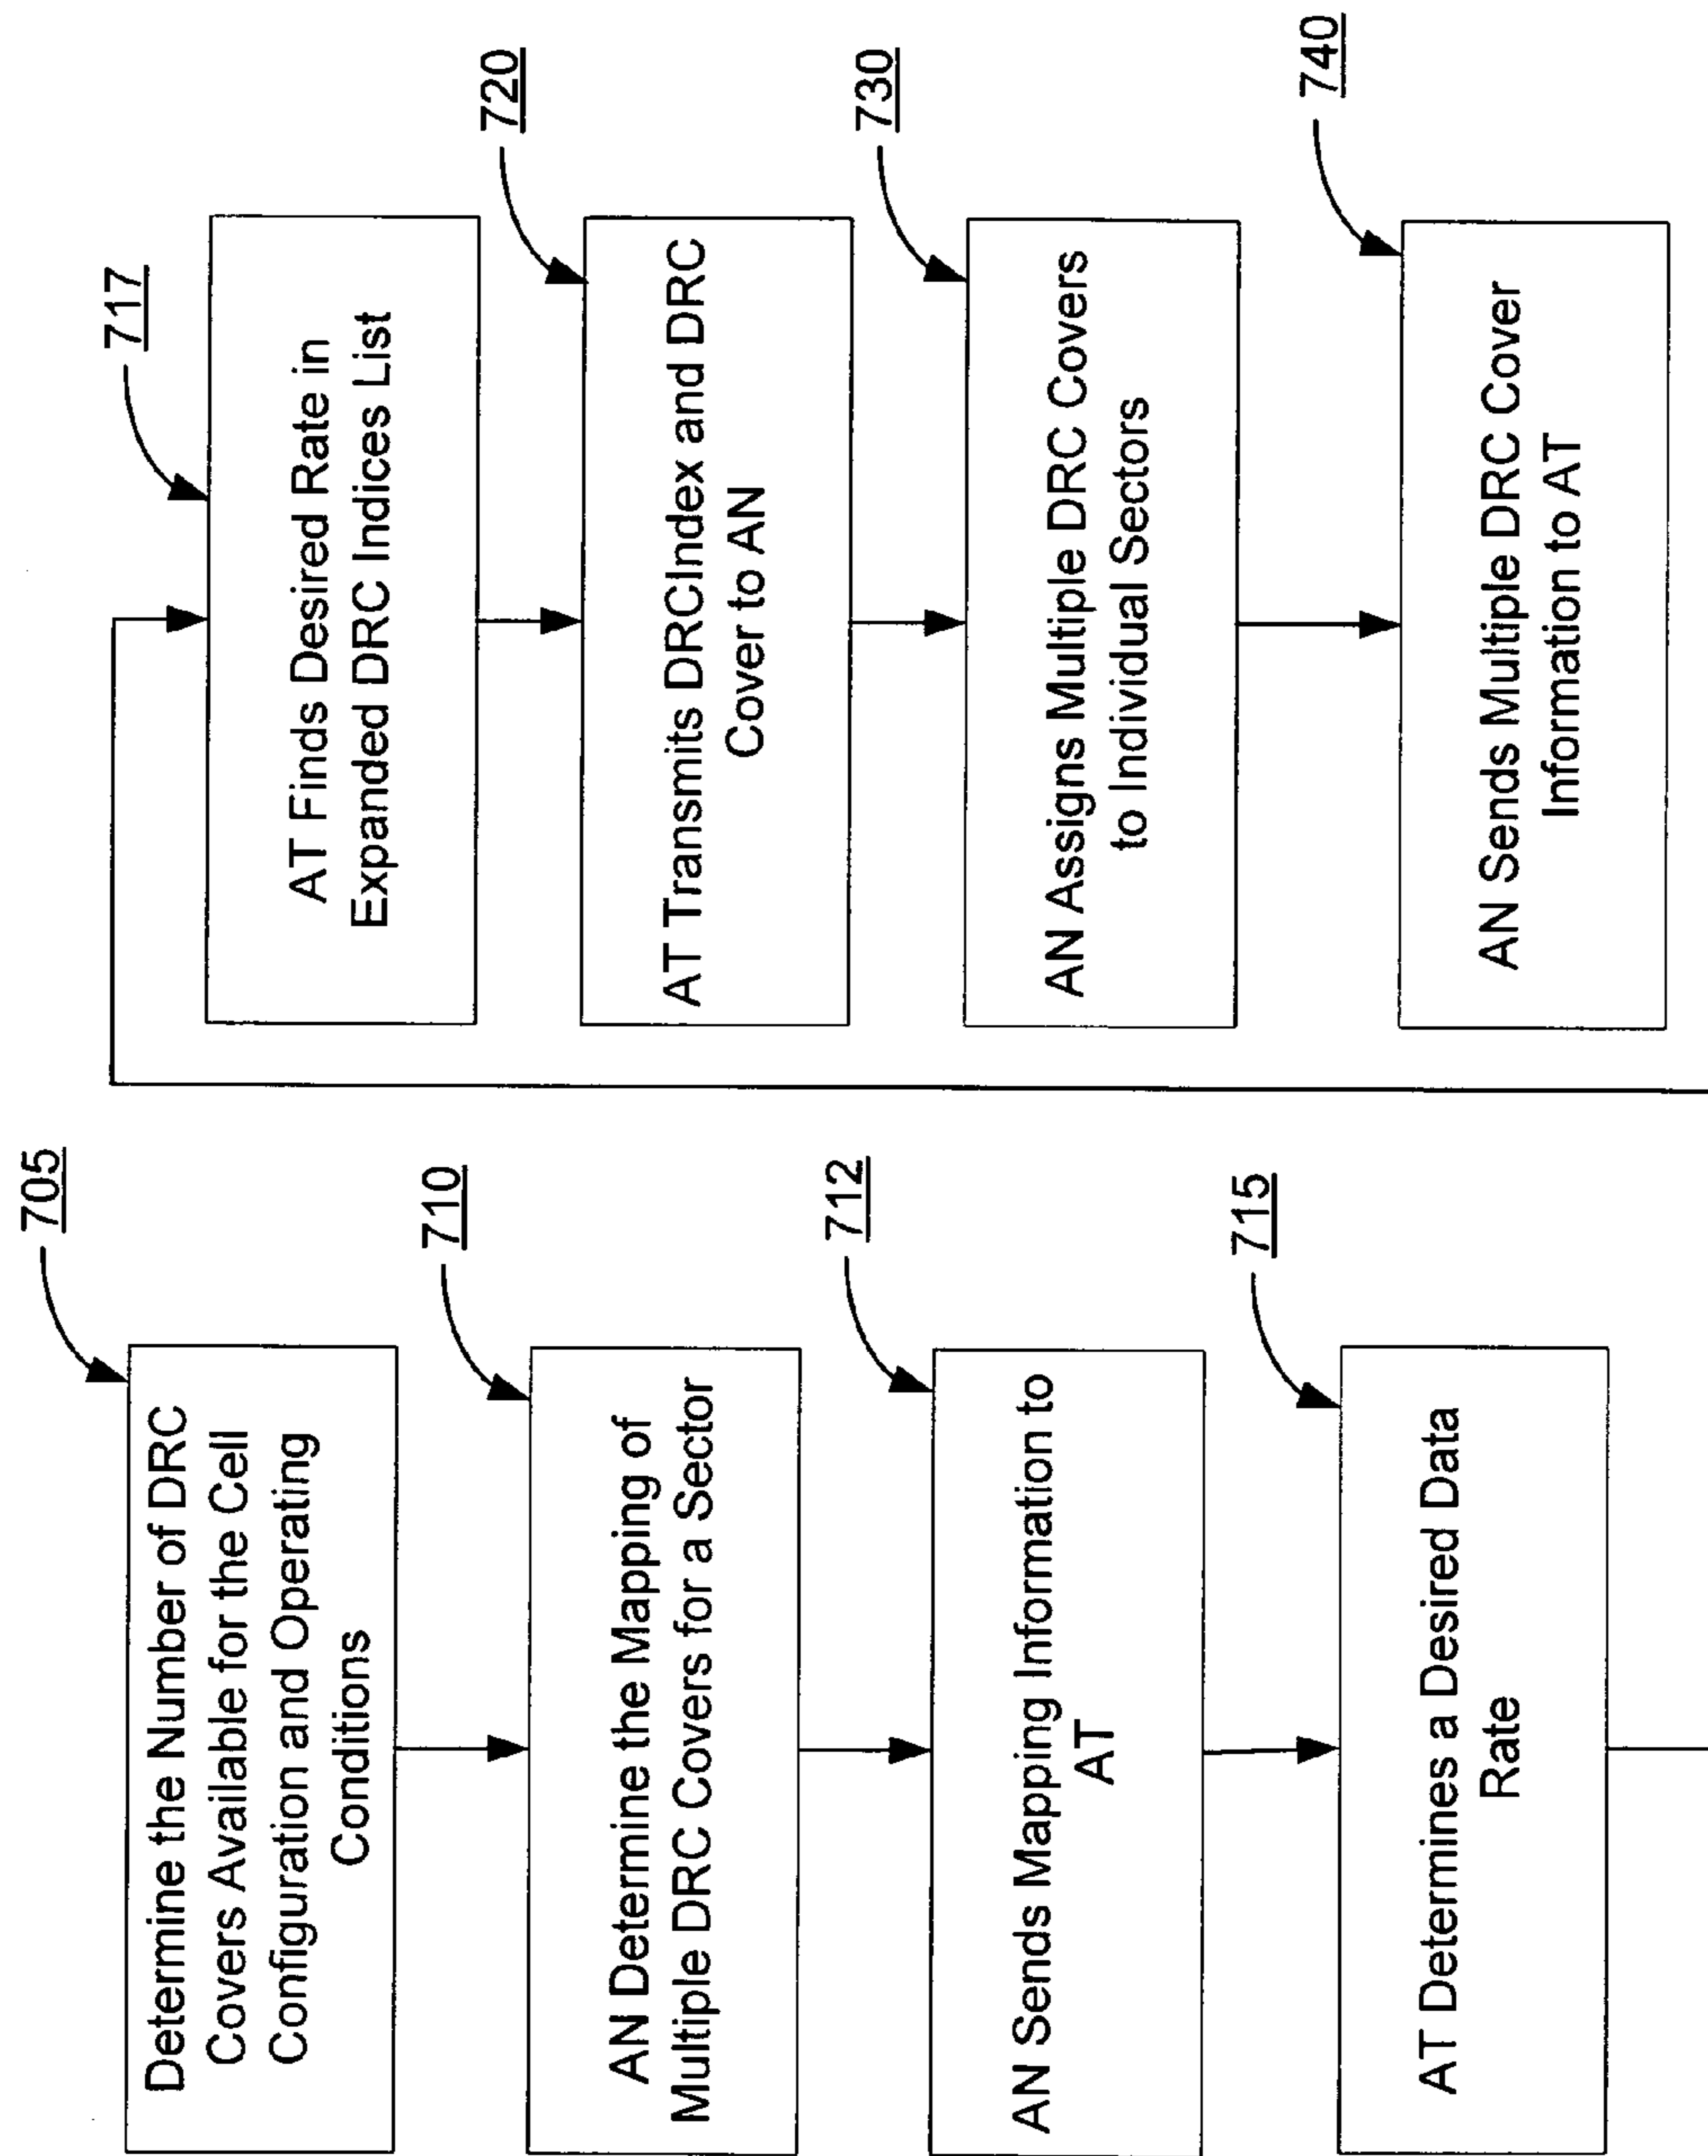 705
Determine the Number of DRC
Covers Available for the Cell
Configuration and Operating
Conditions
710
AN Determine the Mapping of
Multiple DRC Covers for a Sector
712
AN Sends Mapping Information to
AT
715
AT Determines a Desired Data
Rate
717
AT Finds Desired Rate in
Expanded DRC Indices List
720
AT Transmits DRCIndex and DRC
Cover to AN
730
AN Assigns Multiple DRC Covers
to Individual Sectors
740
AN Sends Multiple DRC Cover
Information to AT